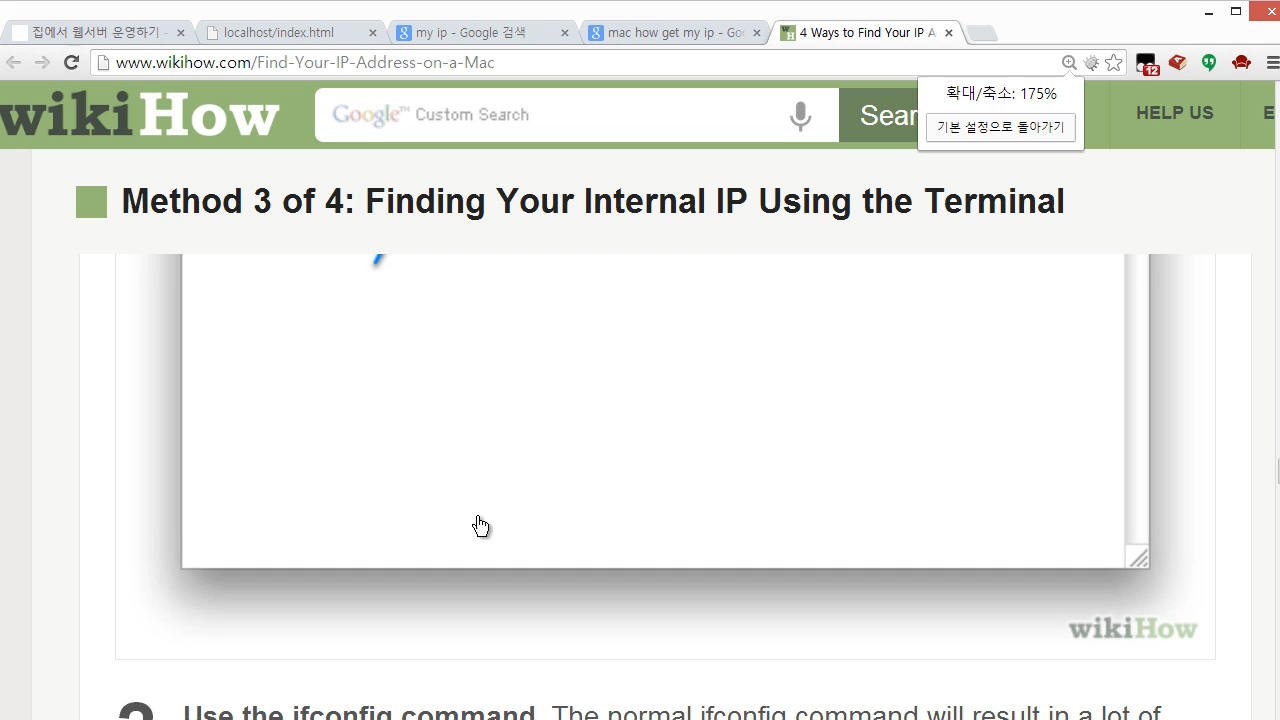 집에서 웹서버 운영하기 -
localhost/index.html
my ip - Google 검색
mac how get my ip - Goo
4 Ways to Find Your IP A
www.wikihow.com/Find-Your-IP-Address-on-a-Mac
12
확대/축소: 175%
기본 설정으로 돌아가기
wikiHow
Google™ Custom Search
Sear
HELP US
E
Method 3 of 4: Finding Your Internal IP Using the Terminal
wikiHow
Use the ifconfig command. The normal ifconfig command will result in a lot of